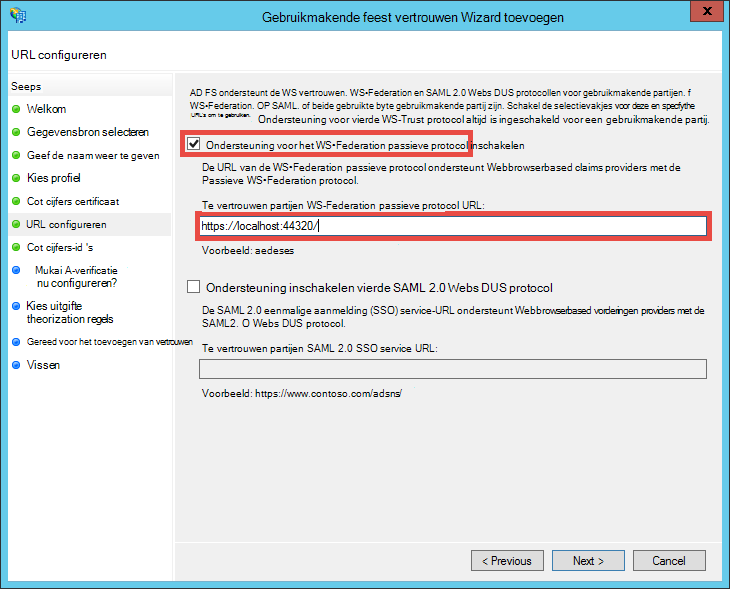 Gebruikmakende feest vertrouwen Wizard toevoegen
X
URL configureren
Seeps
Welkom
Gegevensbron selecteren
Geef de naam weer te geven
Kies profiel
Cot cijfers certificaat
URL configureren
Cot cijfers-id 's
Mukai A-verificatie
nu configureren?
Kies uitgifte
theorization regels
Gereed voor het toevoegen van vertrouwen
Vissen
AD FS ondersteunt de WS vertrouwen. WS•Federation en SAML 2.0 Webs DUS protocollen voor gebruikmakende partijen. f
WS•Federation. OP SAML. of beide gebruikte byte gebruikmakende partij zijn. Schakel de selectievakjes voor deze en specfythe
URL's om te gebruiken. Ondersteuning voor vierde WS-Trust protocol altijd is ingeschakeld voor een gebruikmakende partij.
Ondersteuning voor het WS•Federation passieve protocol inschakelen
De URL van de WS•Federation passieve protocol ondersteunt Webbrowserbased claims providers met de
Passieve WS•Federation protocol.
Te vertrouwen partijen WS-Federation passieve protocol URL:
https://localhost:44320/
Voorbeeld: aedeses
Ondersteuning inschakelen vierde SAML 2.0 Webs DUS protocol
De SAML 2.0 eenmalige aanmelding (SSO) service-URL ondersteunt Webbrowserbased vorderingen providers met de
SAML2. O Webs DUS protocol.
Te vertrouwen partijen SAML 2.0 SSO service URL:
Voorbeeld: https://www.contoso.com/adsns/
< Previous
Next >
Cancel